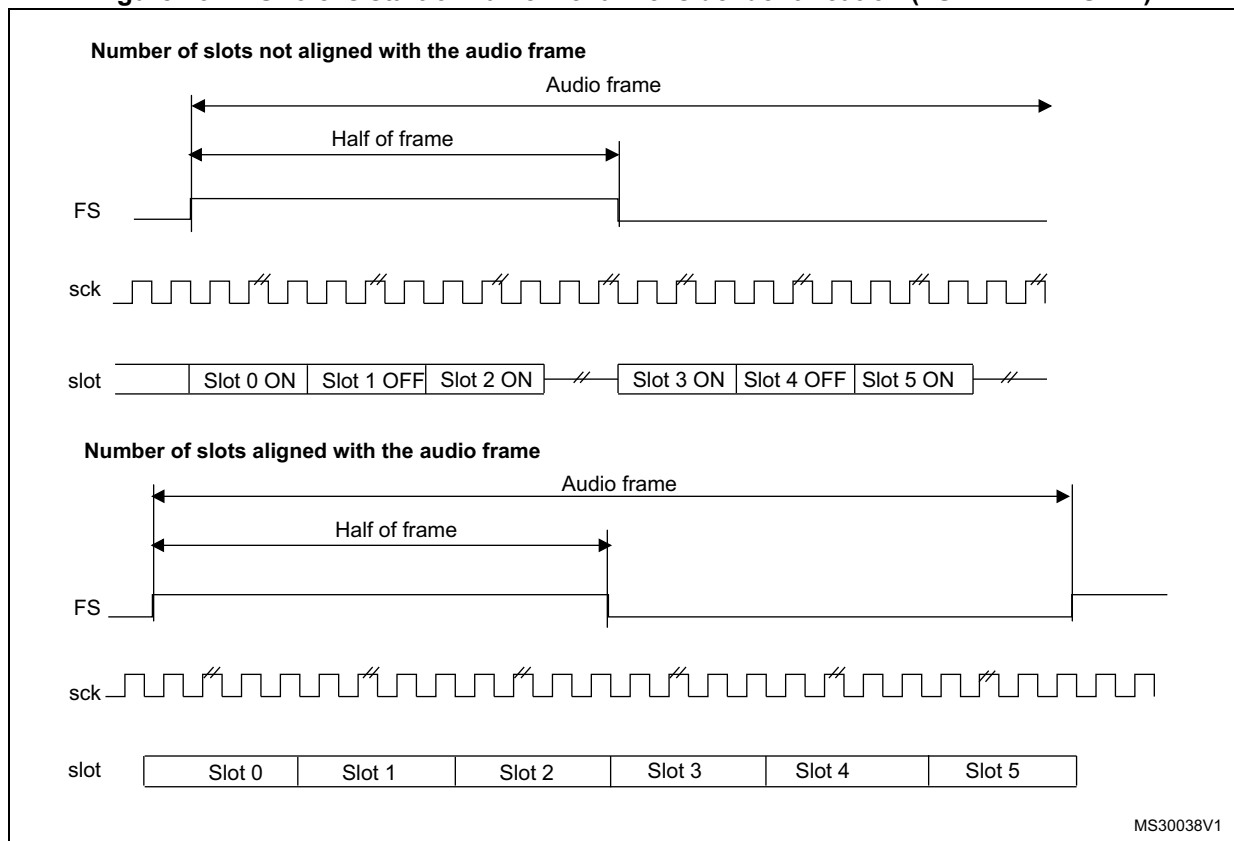 Number of slots not aligned with the audio frame
Audio frame
Half of frame
FS
sck
slot
Slot 0 ON
Slot 1 OFF
Slot 2 ON
Slot 3 ON
Slot 4 OFF
Slot 5 ON
Number of slots aligned with the audio frame
Audio frame
Half of frame
FS
sck
slot
Slot 0
Slot 1
Slot 2
Slot 3
Slot 4
Slot 5
MS30038V1